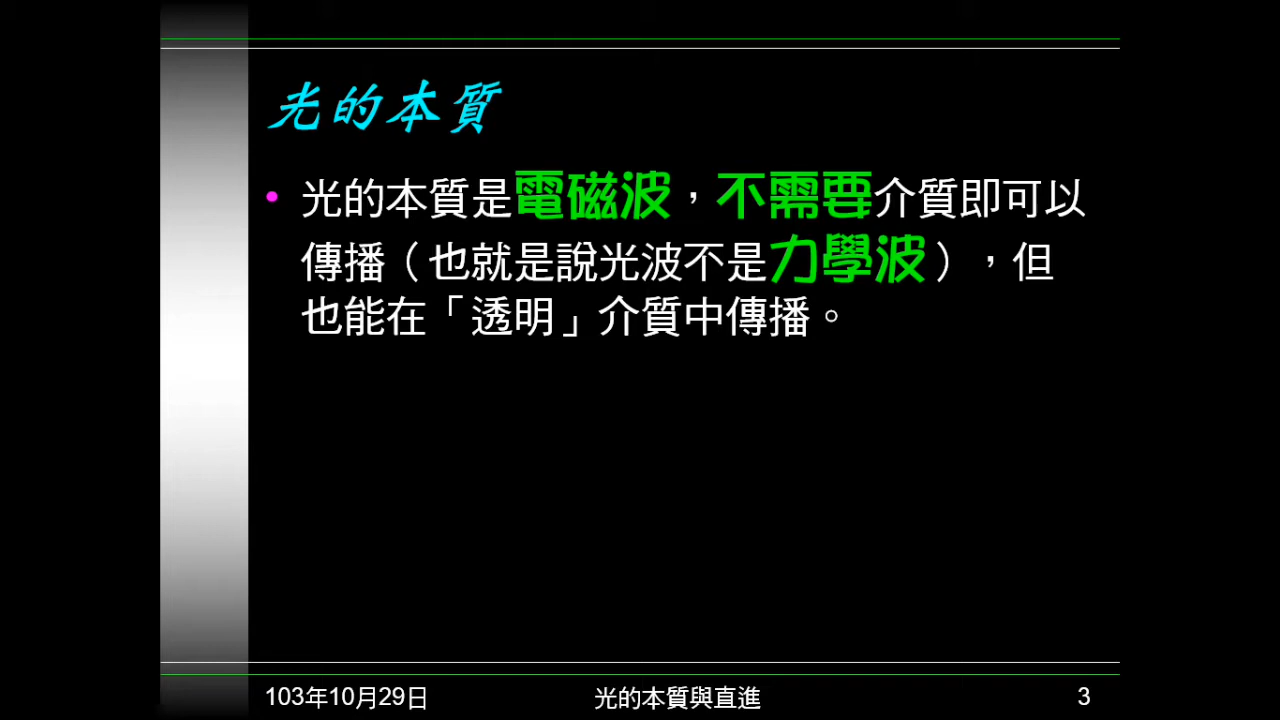 光的本質
• 光的本質是電磁波，不需要介質即可以
傳播（也就是說光波不是力學波），但
也能在「透明」介質中傳播。
103年10月29日 光的本質與直進 3